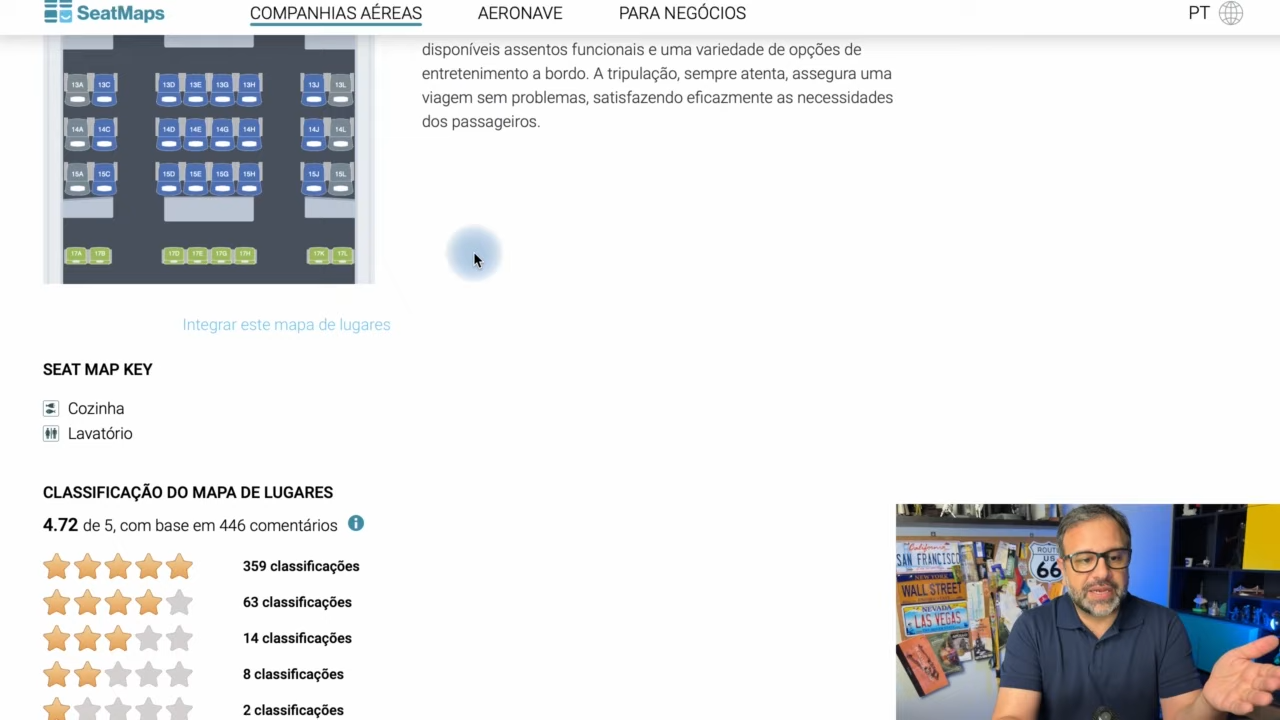 SeatMaps
COMPANHIAS AÉREAS
AERONAVE
PARA NEGÓCIOS
PT
disponíveis assentos funcionais e uma variedade de opções de
entretenimento a bordo. A tripulação, sempre atenta, assegura uma
viagem sem problemas, satisfazendo eficazmente as necessidades
dos passageiros.
13A 13C 13D 13E 13G 13H 13J 13L
14A 14C 14D 14E 14G 14H 14J 14L
15A 15C 15D 15E 15G 15H 15J 15L
17A 17B 17D 17E 17G 17H 17K 17L
Integrar este mapa de lugares
SEAT MAP KEY
Cozinha
Lavatório
CLASSIFICAÇÃO DO MAPA DE LUGARES
4.72 de 5, com base em 446 comentários
359 classificações
63 classificações
14 classificações
8 classificações
2 classificações
California
SAN FRANCISCO
NEW YORK
WALL STREET
NEVADA
LAS VEGAS
ROUTE
US
66